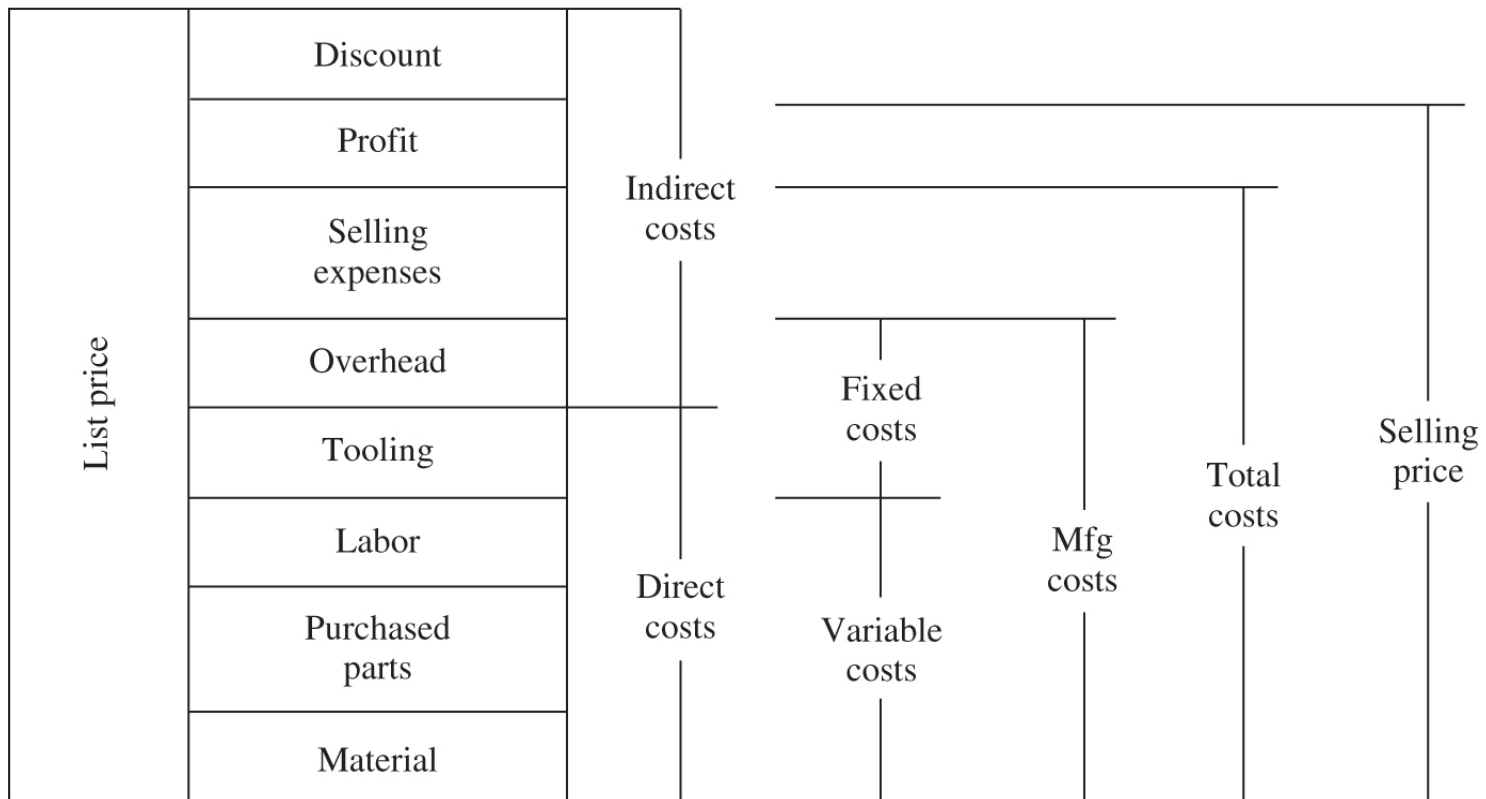 List price
Discount
Profit
Selling
expenses
Overhead
Tooling
Labor
Purchased
parts
Material
Indirect
costs
Direct
costs
Fixed
costs
Variable
costs
Mfg
costs
Total
costs
Selling
price